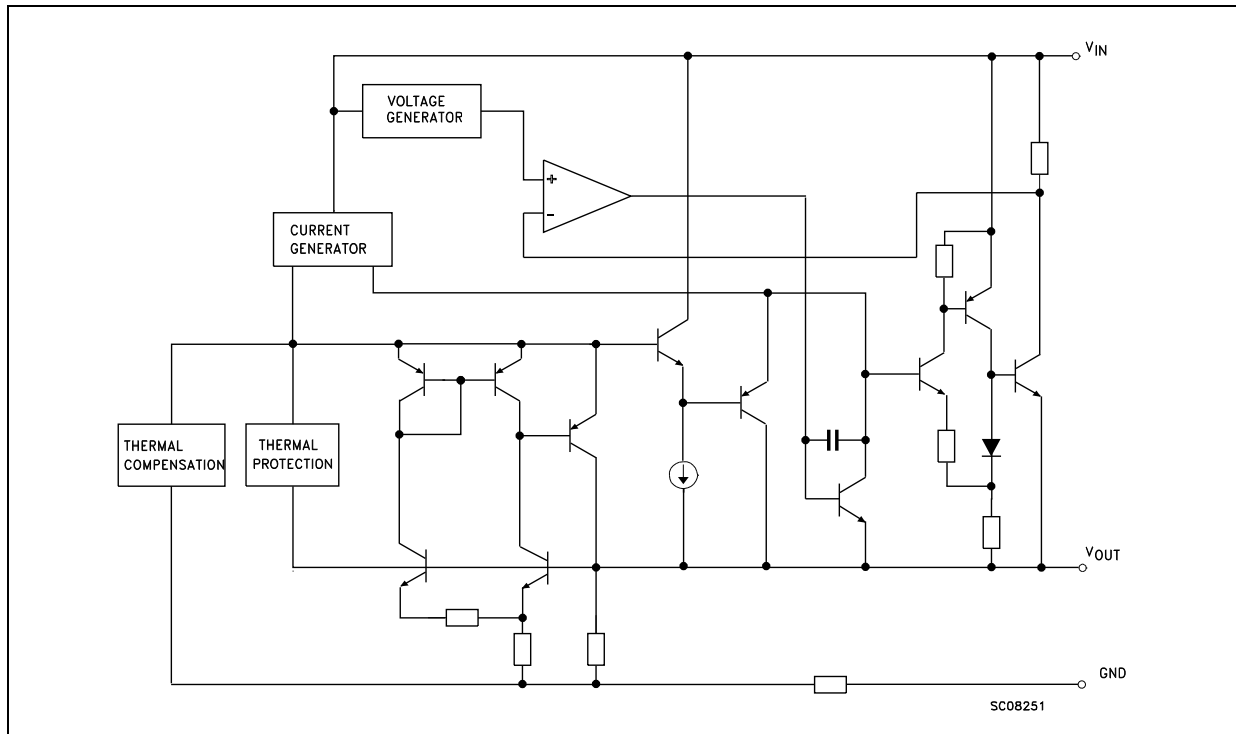 VIN
VOLTAGE
GENERATOR
+
-
CURRENT
GENERATOR
THERMAL
COMPENSATION
THERMAL
PROTECTION
VOUT
GND
SC08251